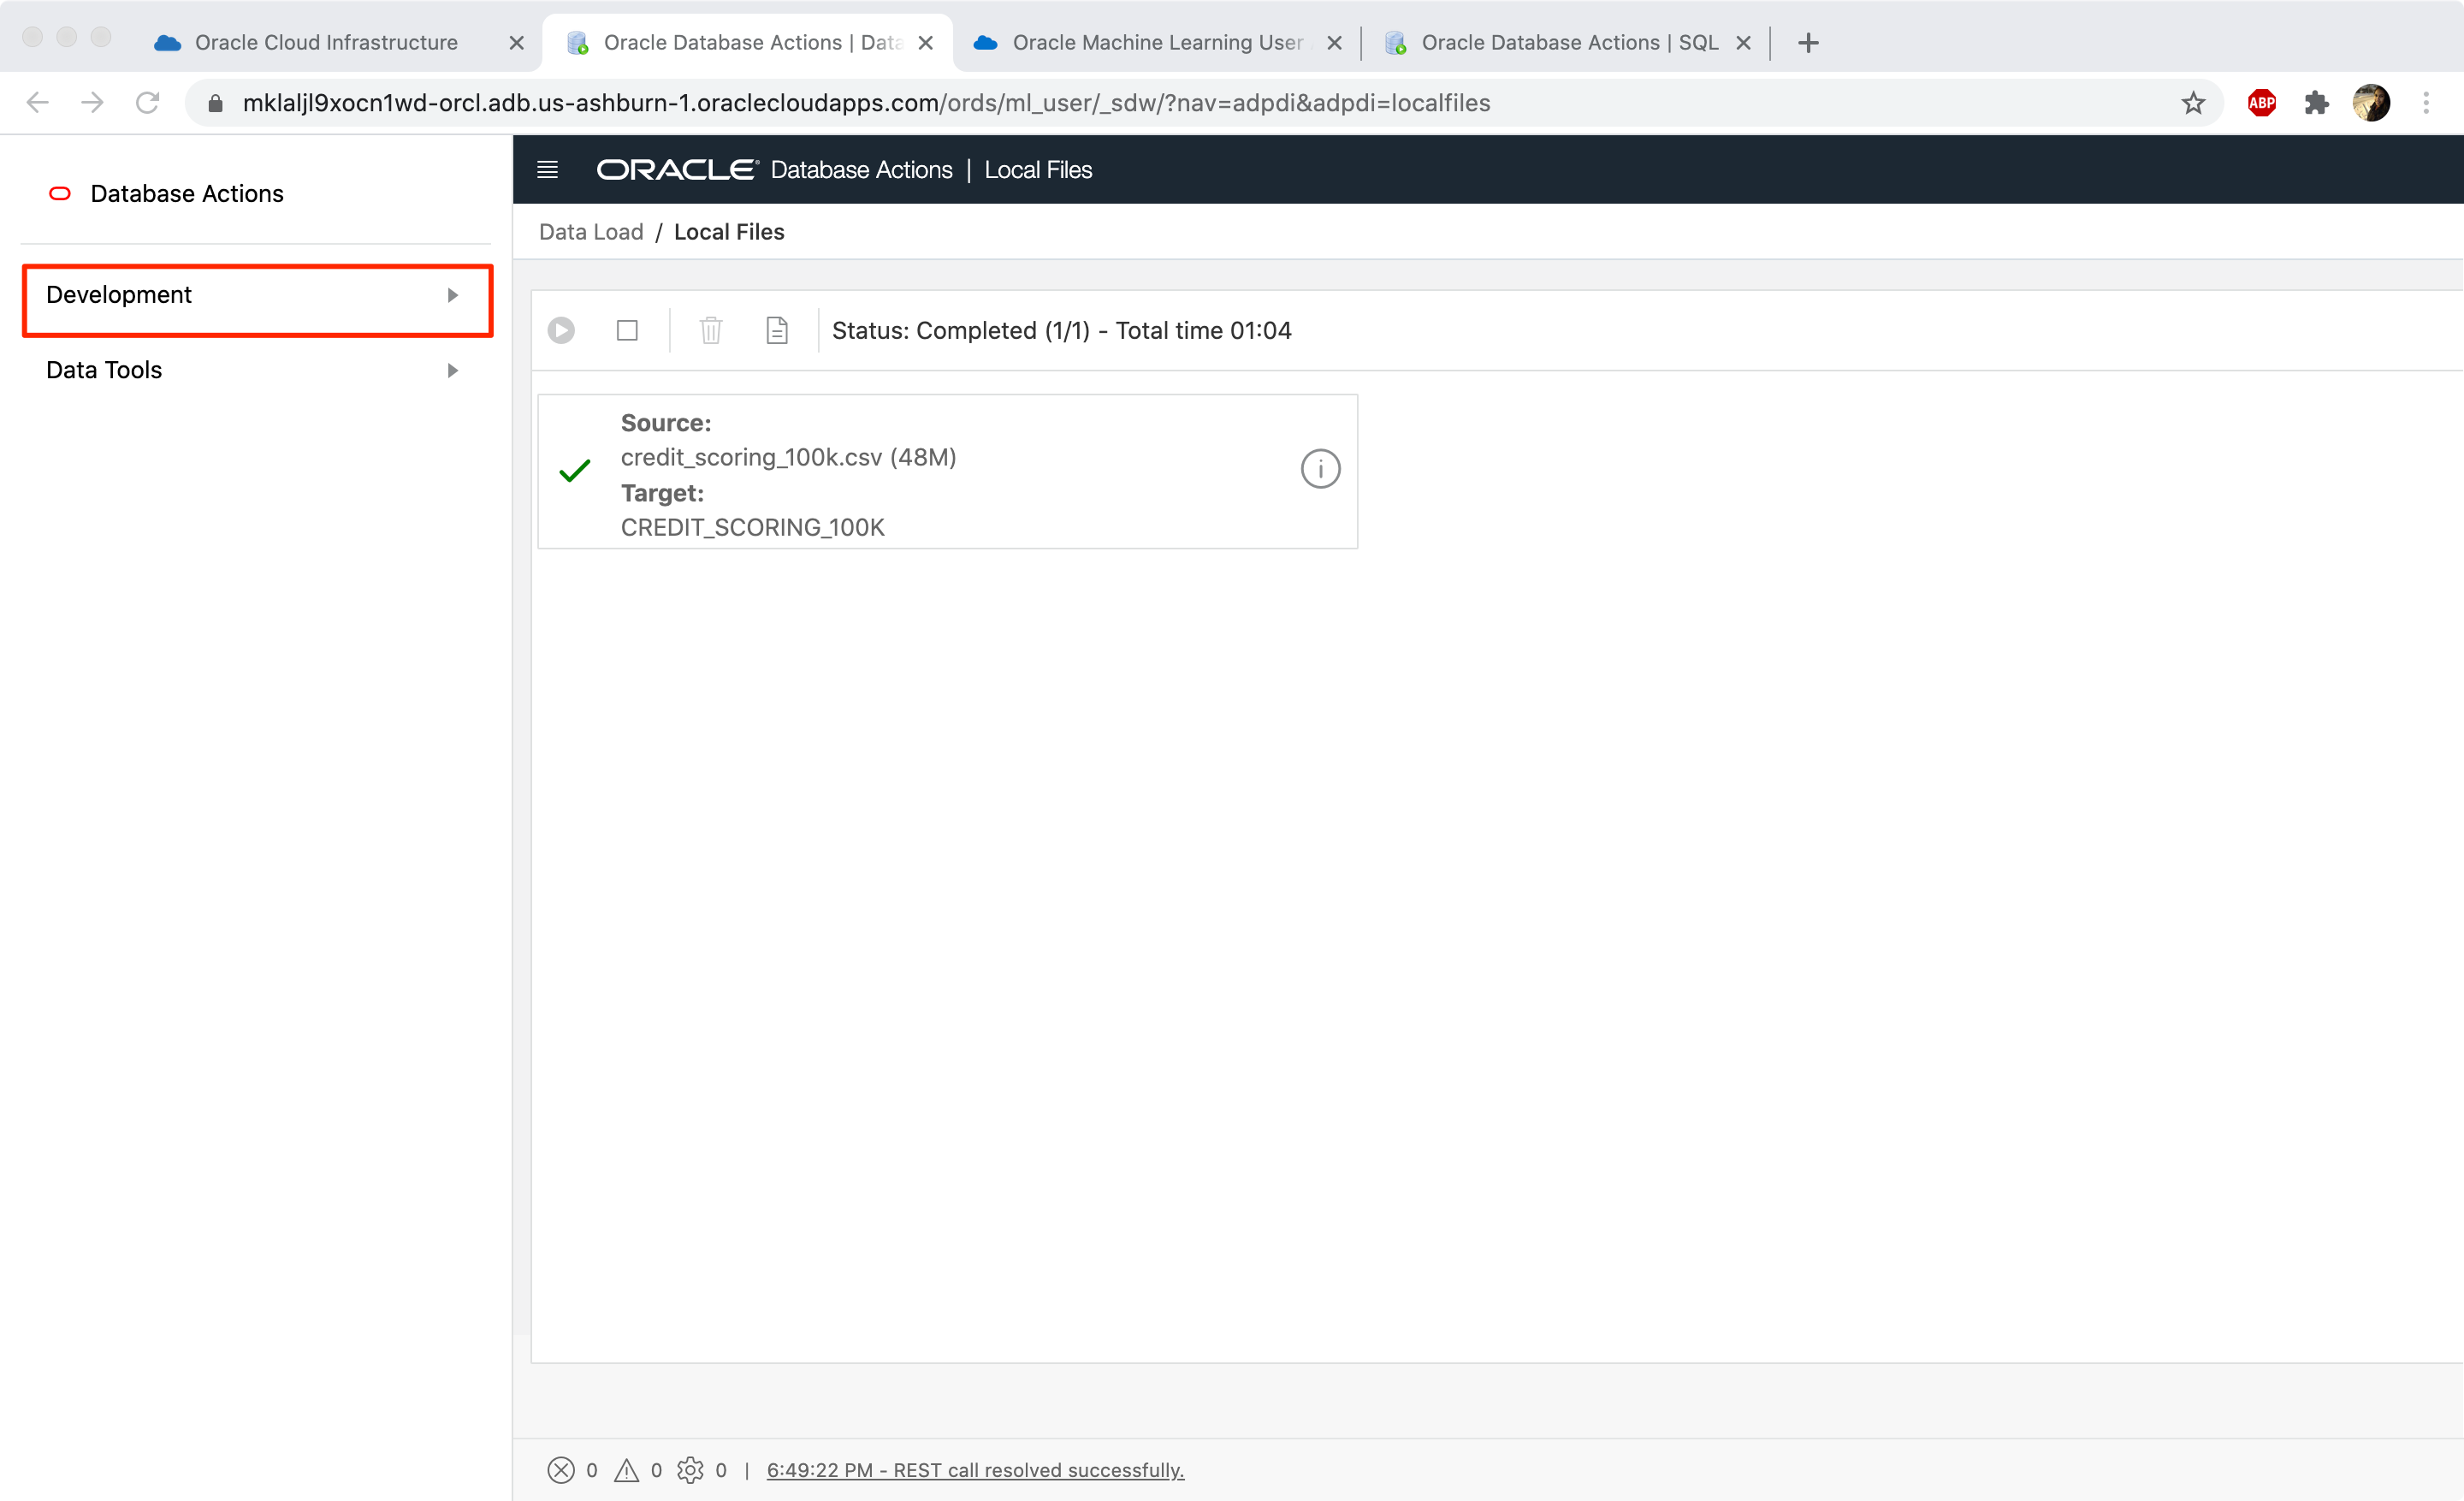 Oracle Cloud Infrastructure
Oracle Database Actions | Data
Oracle Machine Learning User
Oracle Database Actions | SQL
mklaljl9xocn1wd-orcl.adb.us-ashburn-1.oraclecloudapps.com/ords/ml_user/_sdw/?nav=adpdi&adpdi=localfiles
ABP
Database Actions
Development
Data Tools
ORACLE Database Actions | Local Files
Data Load / Local Files
Status: Completed (1/1) - Total time 01:04
Source:
credit_scoring_100k.csv (48M)
Target:
CREDIT_SCORING_100K
0 0 0 | 6:49:22 PM - REST call resolved successfully.